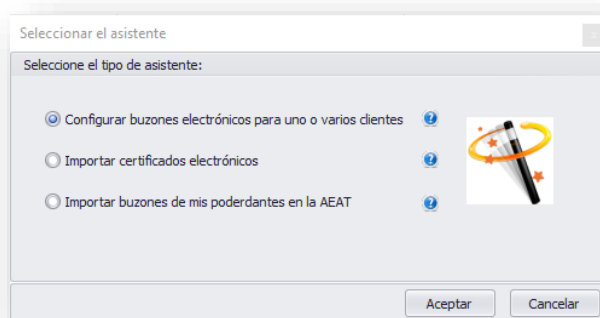 Seleccionar el asistente
Seleccione el tipo de asistente:
Configurar buzones electrónicos para uno o varios clientes
Importar certificados electrónicos
Importar buzones de mis poderdantes en la AEAT
Aceptar
Cancelar